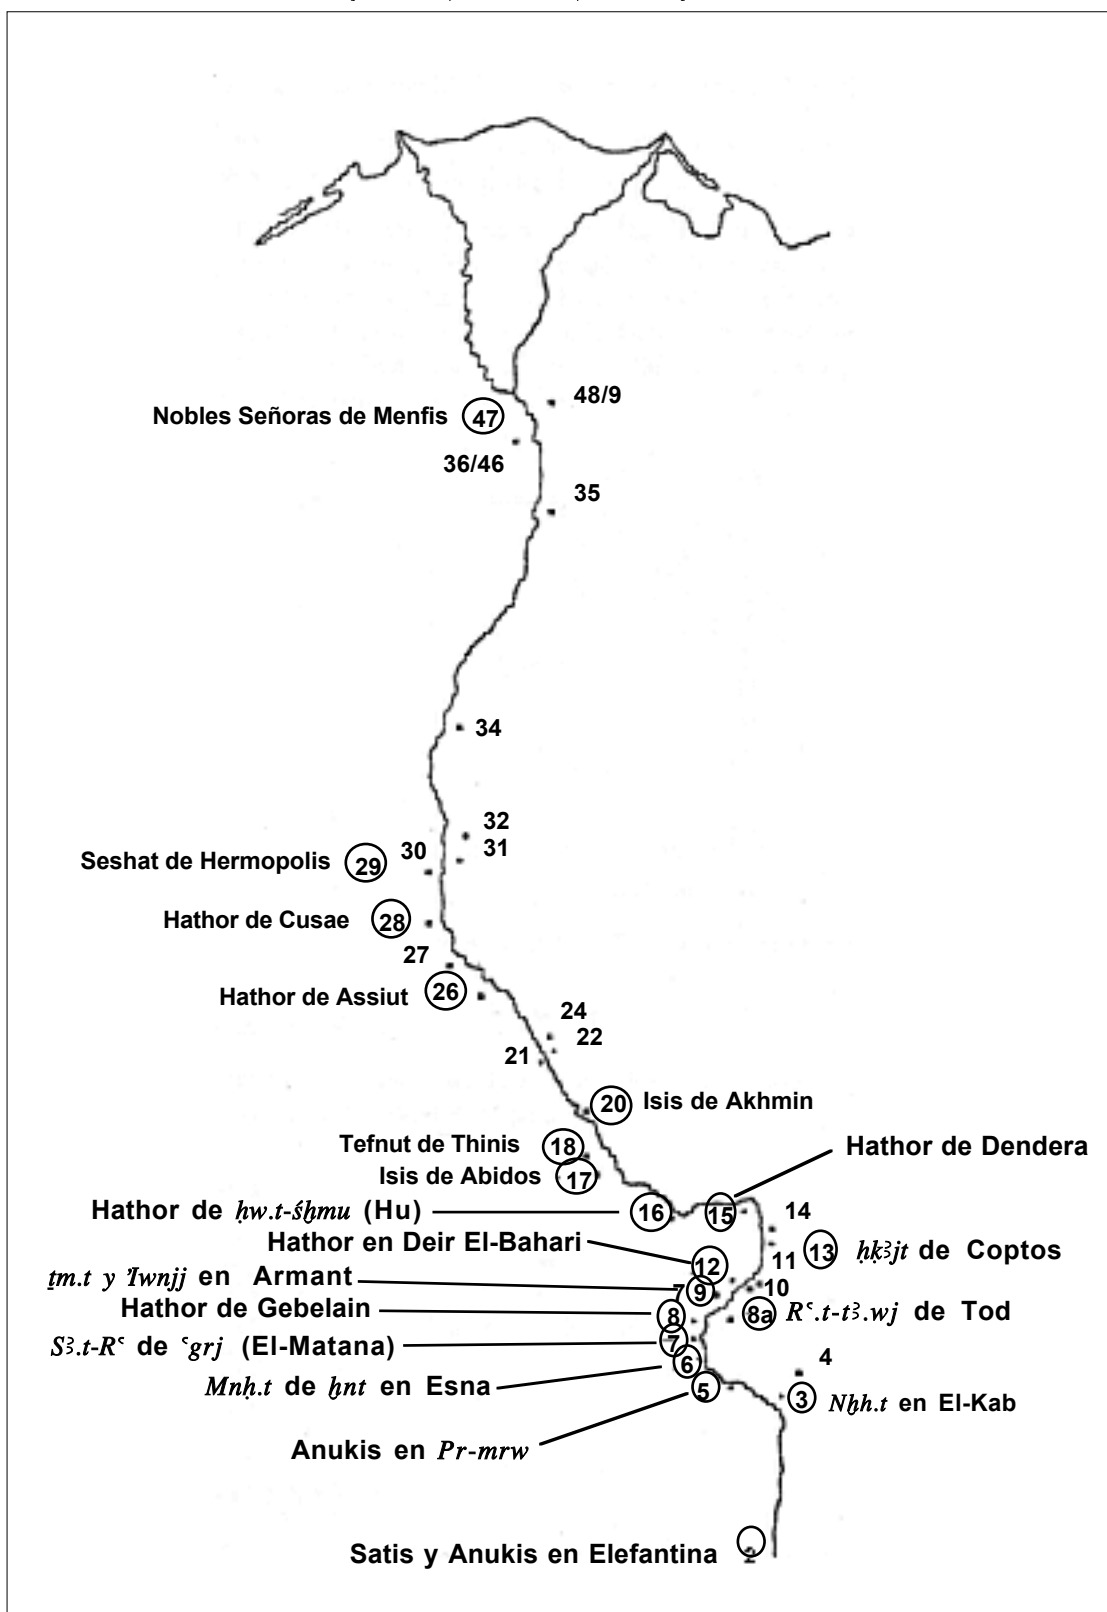 48/9
Nobles Señoras de Menfis 47
36/46
35
34
32
31
30
Seshat de Hermopolis 29
Hathor de Cusae 28
27
Hathor de Assiut 26
24
22
21
20 Isis de Akhmin
Tefnut de Thinis 18
Hathor de Dendera
Isis de Abidos 17
Hathor de ḥw.t-śḫmu (Hu) 16
15
14
Hathor en Deir El-Bahari
11
13 ḥḳꜣjt de Coptos
12
ṯm.t y ꞽIwnjj en Armant
7 9
10
Hathor de Gebelain 8
8a Rꜥ.t-tꜣ.wj de Tod
Sꜣ.t-Rꜥ de ꜥgrj (El-Matana) 7
6
4
Mnḥ.t de ḫnt en Esna
5
3 Nḫh.t en El-Kab
Anukis en Pr-mrw
Satis y Anukis en Elefantina